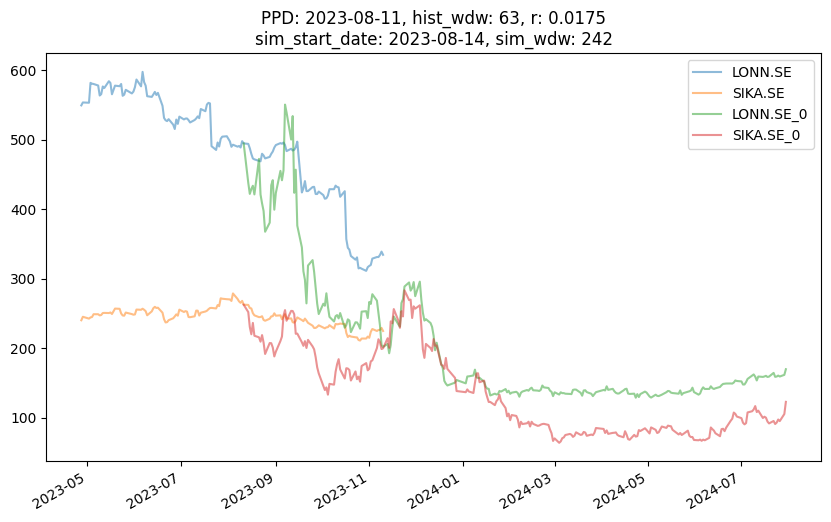 PPD: 2023-08-11, hist_wdw: 63, r: 0.0175
sim_start_date: 2023-08-14, sim_wdw: 242
LONN.SE
SIKA.SE
LONN.SE_0
SIKA.SE_0
600
500
400
300
200
100
2023-05
2023-07
2023-09
2023-11
2024-01
2024-03
2024-05
2024-07